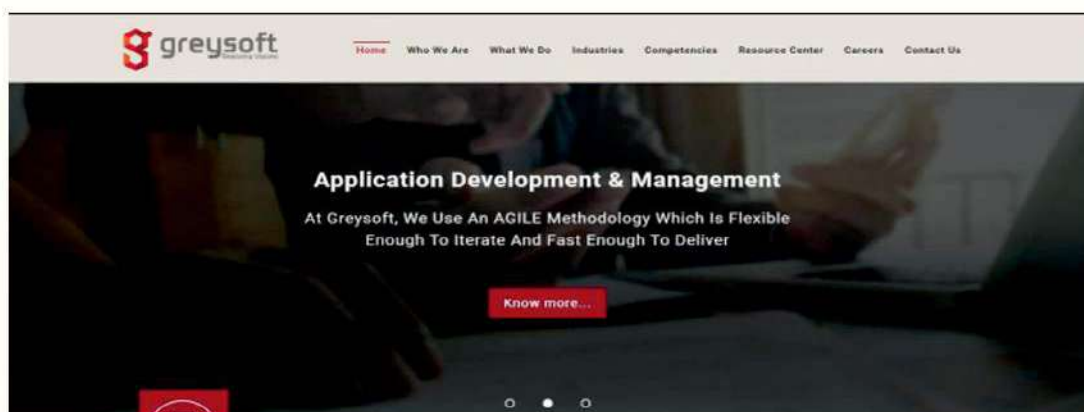 greysoft
Home Who We Are What We Do Industries Competencies Resource Center Careers Contact Us
Application Development & Management
At Greysoft, We Use An AGILE Methodology Which Is Flexible
Enough To Iterate And Fast Enough To Deliver
Know more...